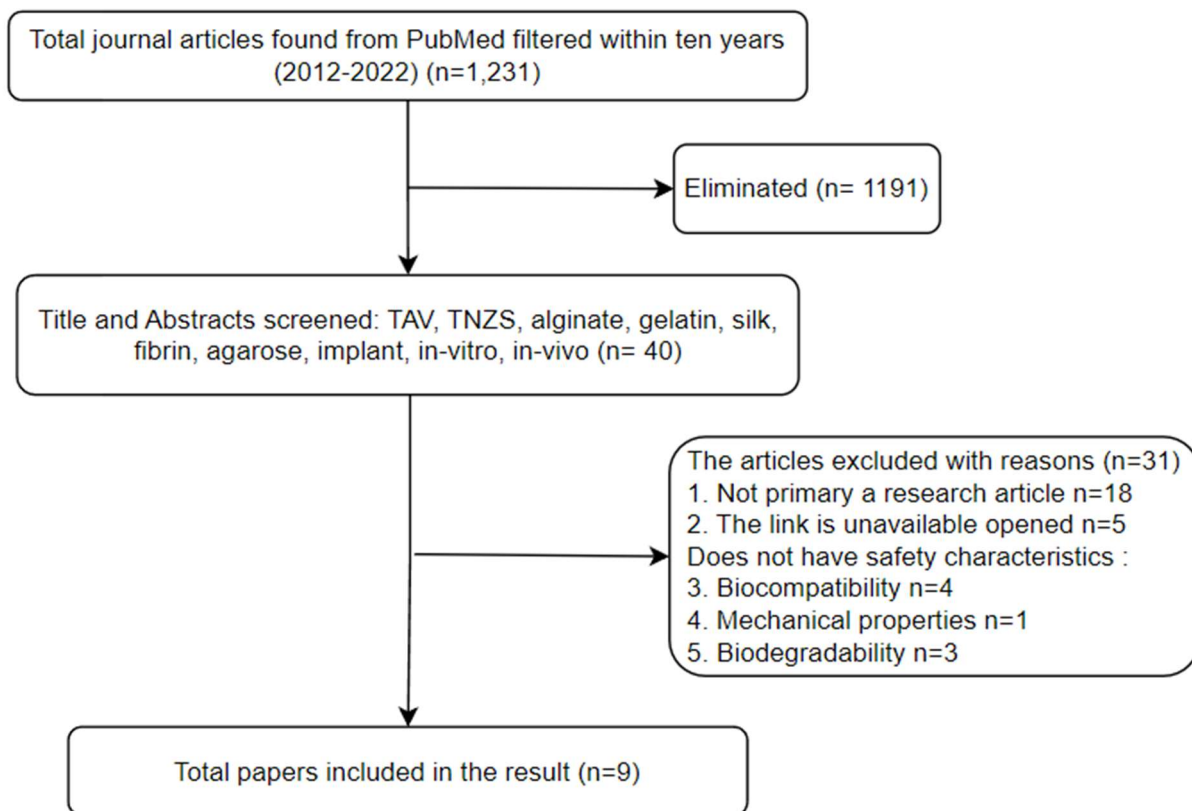 Total journal articles found from PubMed filtered within ten years
(2012-2022) (n=1,231)
Eliminated (n= 1191)
Title and Abstracts screened: TAV, TNZS, alginate, gelatin, silk,
fibrin, agarose, implant, in-vitro, in-vivo (n= 40)
The articles excluded with reasons (n=31)
1. Not primary a research article n=18
2. The link is unavailable opened n=5
Does not have safety characteristics :
3. Biocompatibility n=4
4. Mechanical properties n=1
5. Biodegradability n=3
Total papers included in the result (n=9)